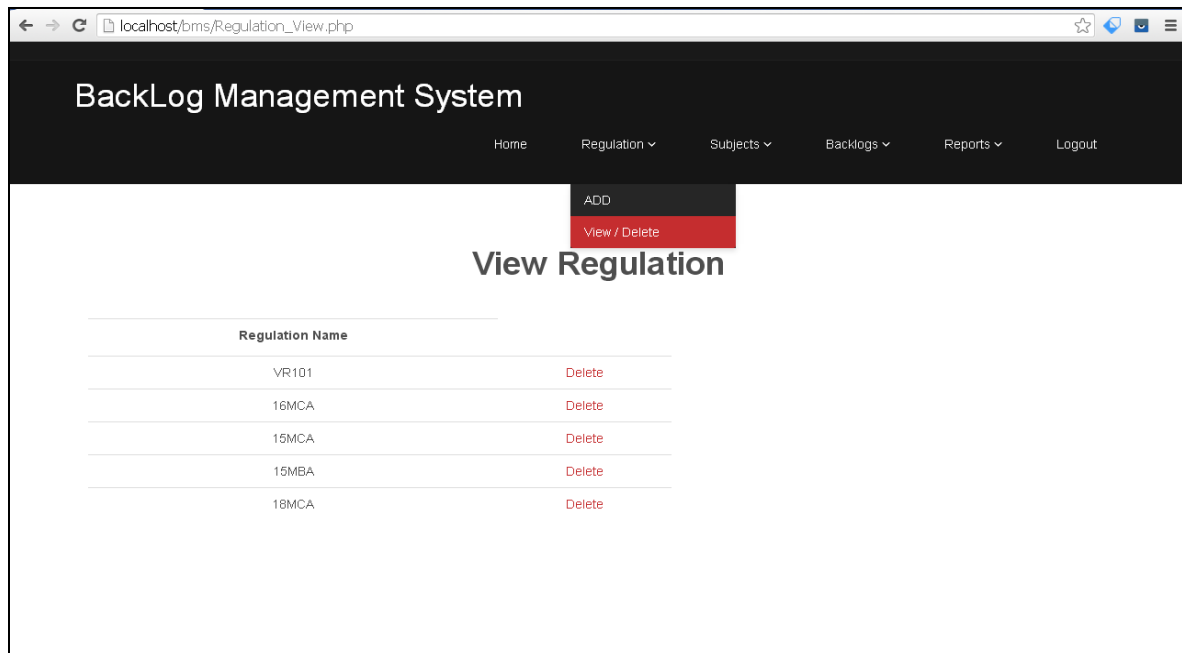 localhost/bms/Regulation_View.php
BackLog Management System
Home Regulation Subjects Backlogs Reports Logout
ADD
View / Delete
View Regulation
Regulation Name
VR101 Delete
16MCA Delete
15MCA Delete
15MBA Delete
18MCA Delete